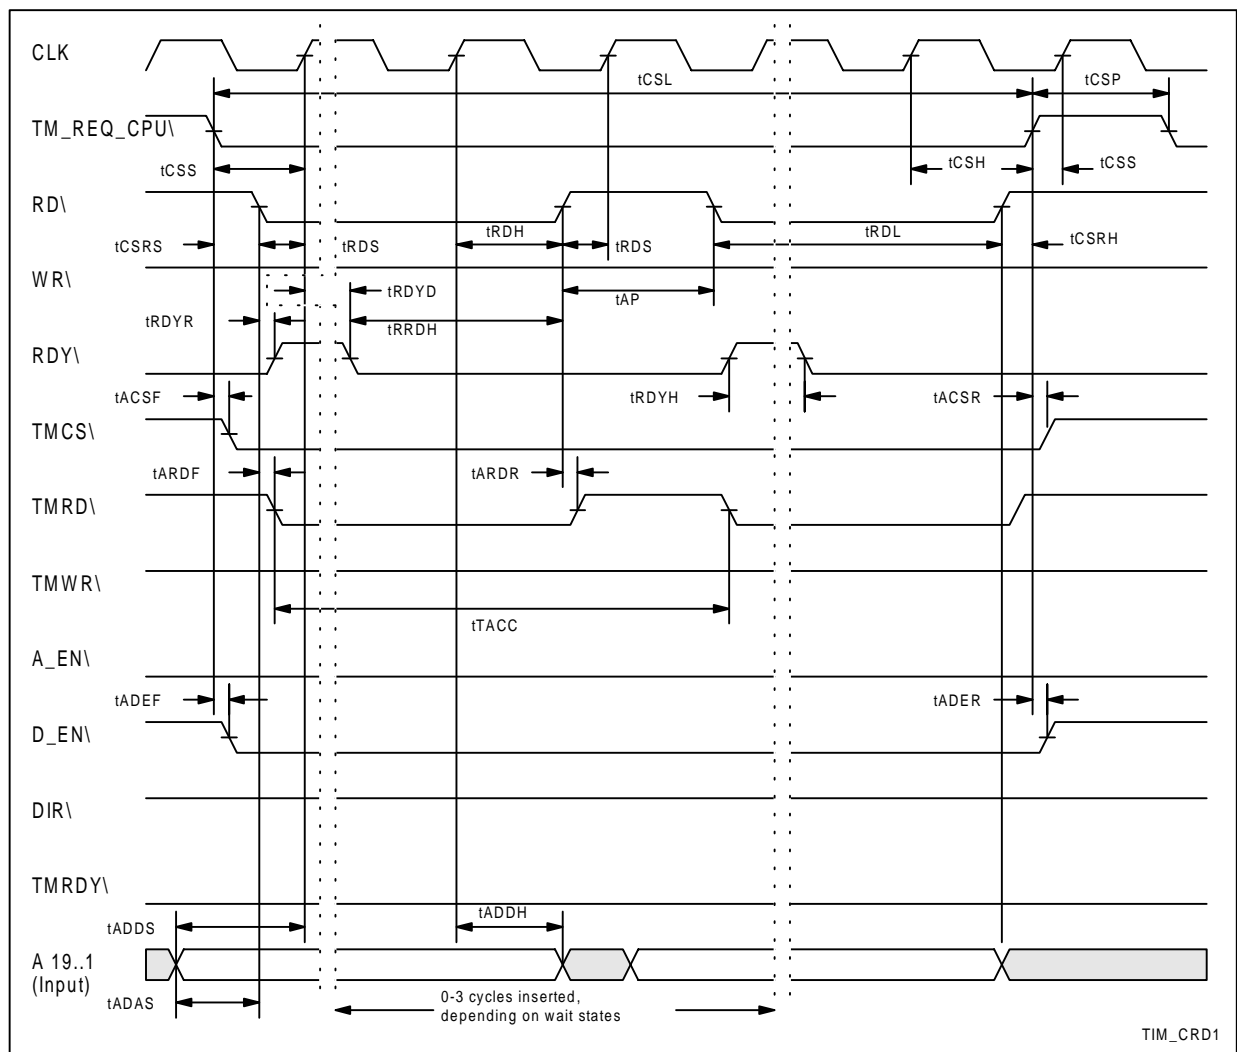 CLK
tCSL
tCSP
TM_REQ_CPU\
tCSS
tCSH
tCSS
RD\
tCSRS
tRDS
tRDH
tRDS
tRDL
tCSRH
WR\
tRDYD
tAP
tRDYR
tRRDH
RDY\
tACSF
tRDYH
tACSR
TMCS\
tARDF
tARDR
TMRD\
TMWR\
tTACC
A_EN\
tADEF
tADER
D_EN\
DIR\
TMRDY\
tADDS
tADDH
A 19..1
(Input)
tADAS
0-3 cycles inserted,
depending on wait states
TIM_CRD1